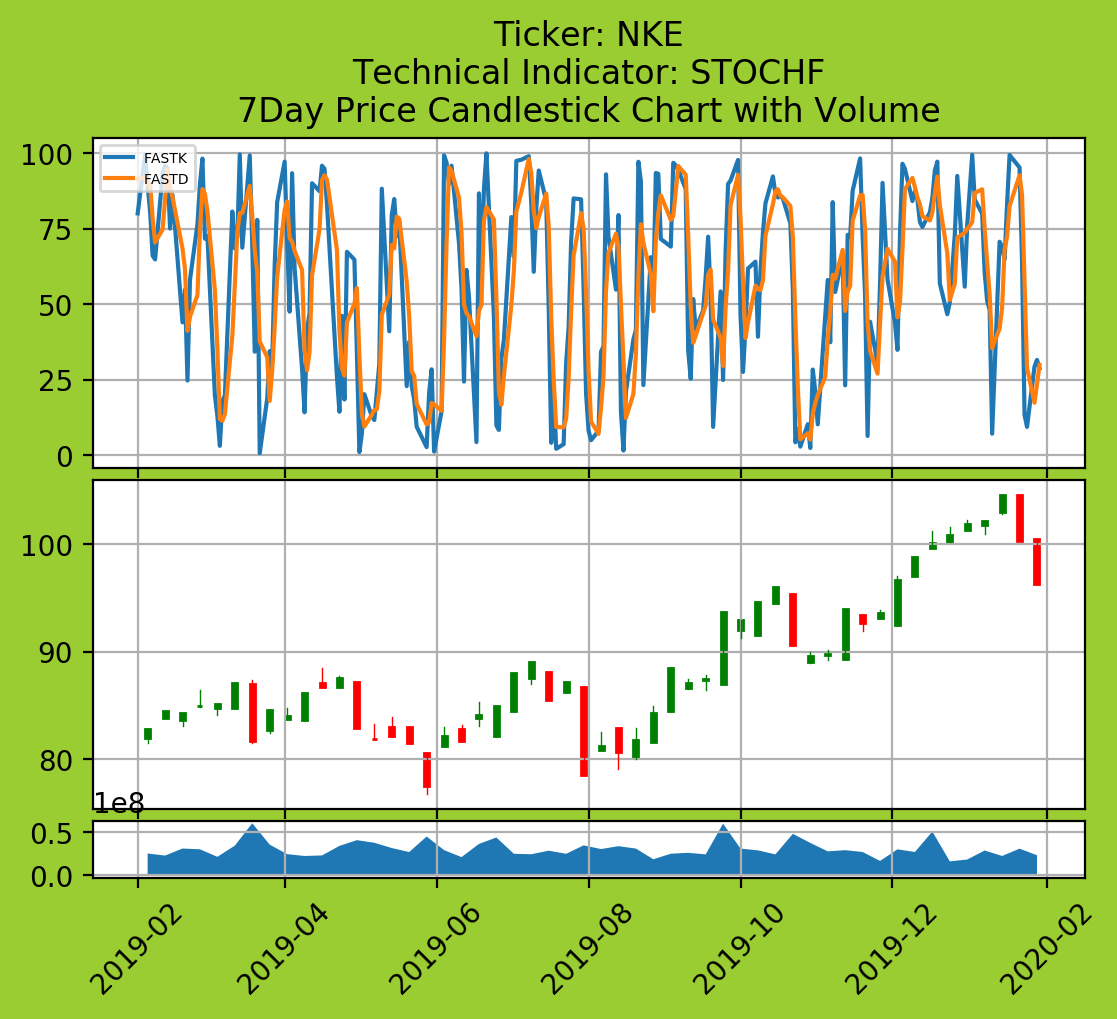 Ticker: NKE
Technical Indicator: STOCHF
7Day Price Candlestick Chart with Volume
100
75
50
25
0
FASTK
FASTD
100
90
80
1e8
0.5
0.0
2019-02
2019-04
2019-06
2019-08
2019-10
2019-12
2020-02